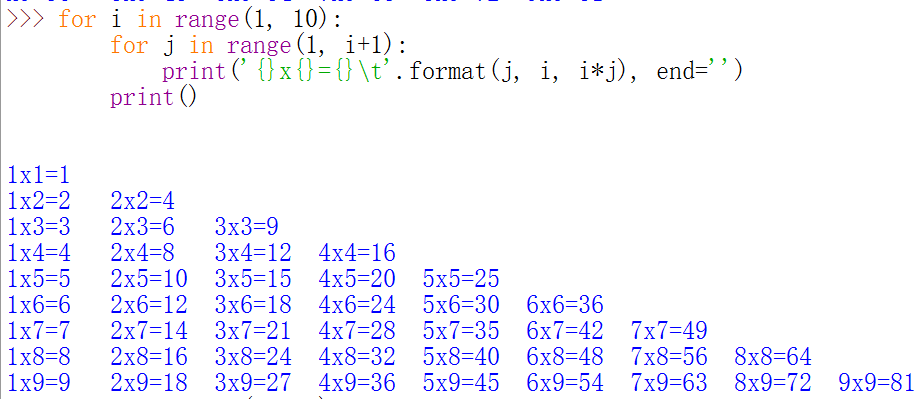 >>> for i in range(1, 10):
        for j in range(1, i+1):
            print('{}x{}={}\t'.format(j, i, i*j), end='')
        print()
1x1=1
1x2=2	2x2=4
1x3=3	2x3=6	3x3=9
1x4=4	2x4=8	3x4=12	4x4=16
1x5=5	2x5=10	3x5=15	4x5=20	5x5=25
1x6=6	2x6=12	3x6=18	4x6=24	5x6=30	6x6=36
1x7=7	2x7=14	3x7=21	4x7=28	5x7=35	6x7=42	7x7=49
1x8=8	2x8=16	3x8=24	4x8=32	5x8=40	6x8=48	7x8=56	8x8=64
1x9=9	2x9=18	3x9=27	4x9=36	5x9=45	6x9=54	7x9=63	8x9=72	9x9=81